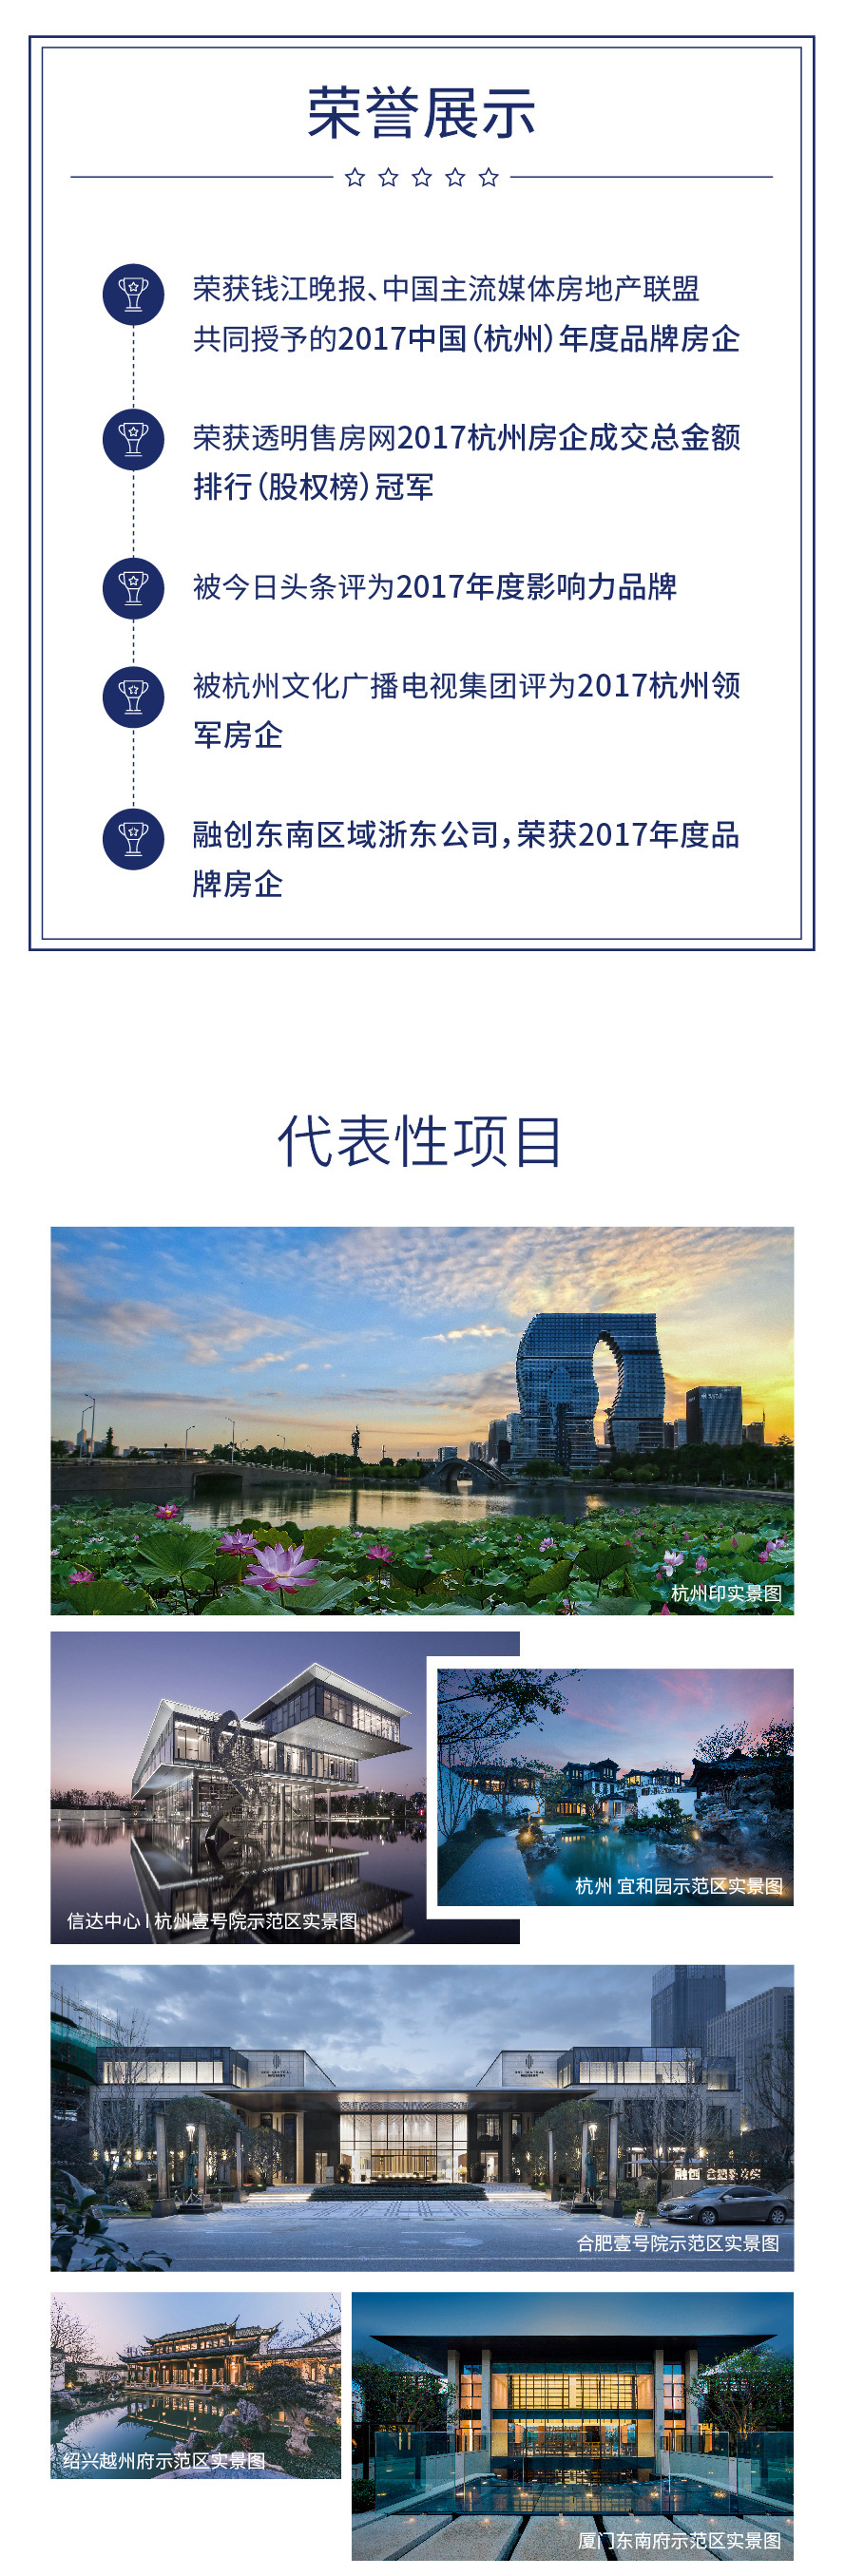 荣誉展示
荣获钱江晚报、中国主流媒体房地产联盟
共同授予的2017中国（杭州）年度品牌房企
荣获透明售房网2017杭州房企成交总金额
排行（股权榜）冠军
被今日头条评为2017年度影响力品牌
被杭州文化广播电视集团评为2017杭州领
军房企
融创东南区域浙东公司，荣获2017年度品
牌房企
代表性项目
杭州印实景图
信达中心 | 杭州壹号院示范区实景图
杭州 宜和园示范区实景图
合肥壹号院示范区实景图
绍兴越州府示范区实景图
厦门东南府示范区实景图